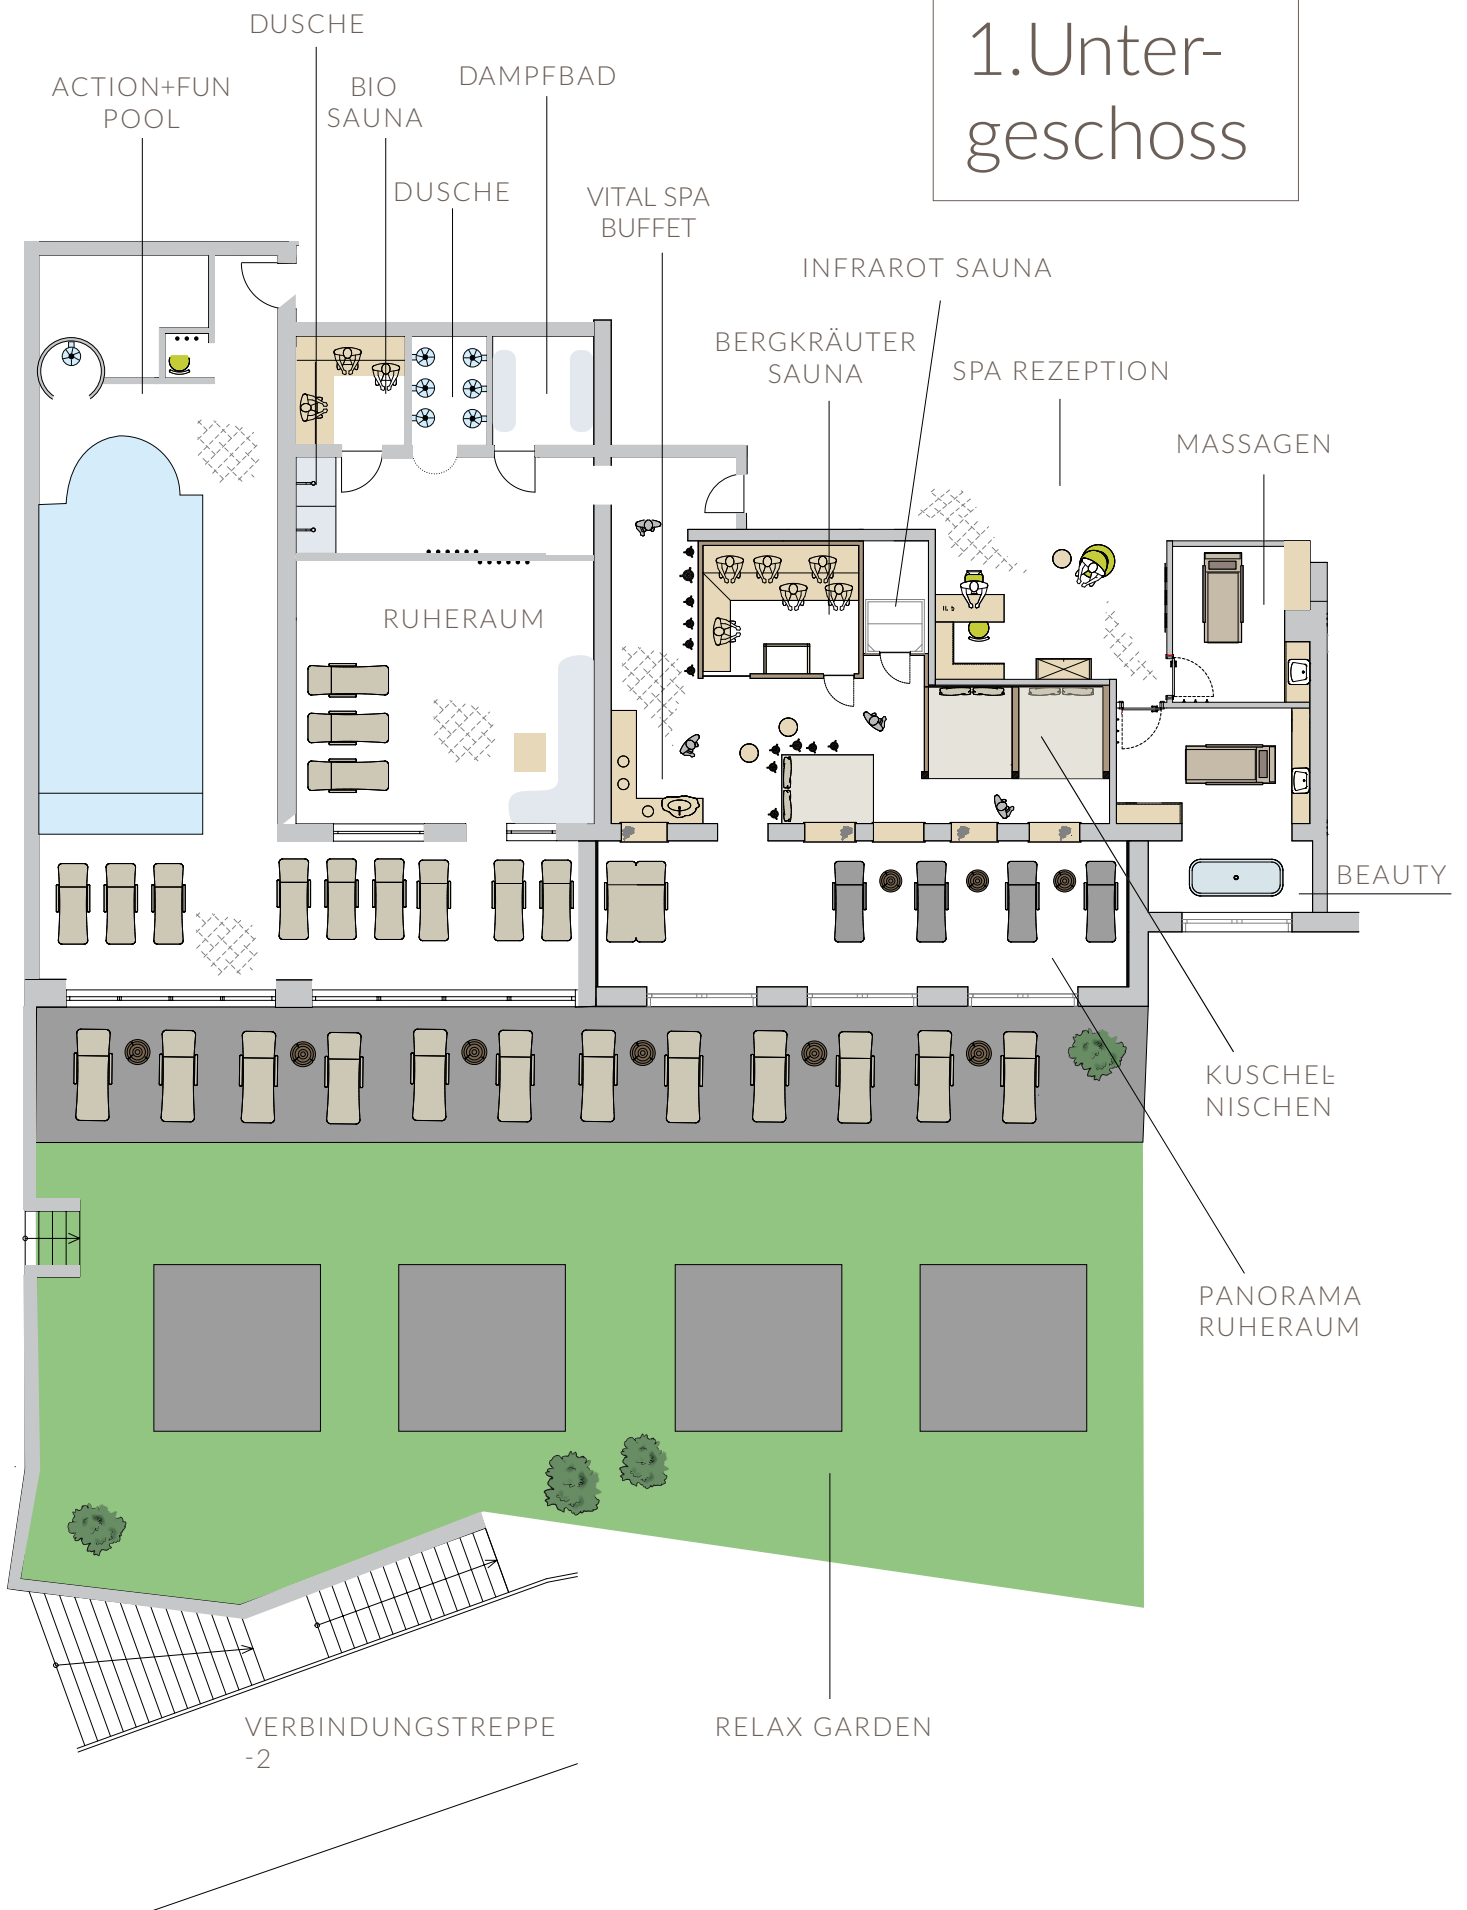 1.Unter-
geschoss
DUSCHE
ACTION+FUN
POOL
BIO
SAUNA
DAMPFBAD
DUSCHE
VITAL SPA
BUFFET
INFRAROT SAUNA
BERGKRÄUTER
SAUNA
SPA REZEPTION
MASSAGEN
RUHERAUM
BEAUTY
KUSCHEL-
NISCHEN
PANORAMA
RUHERAUM
VERBINDUNGSTREPPE
-2
RELAX GARDEN